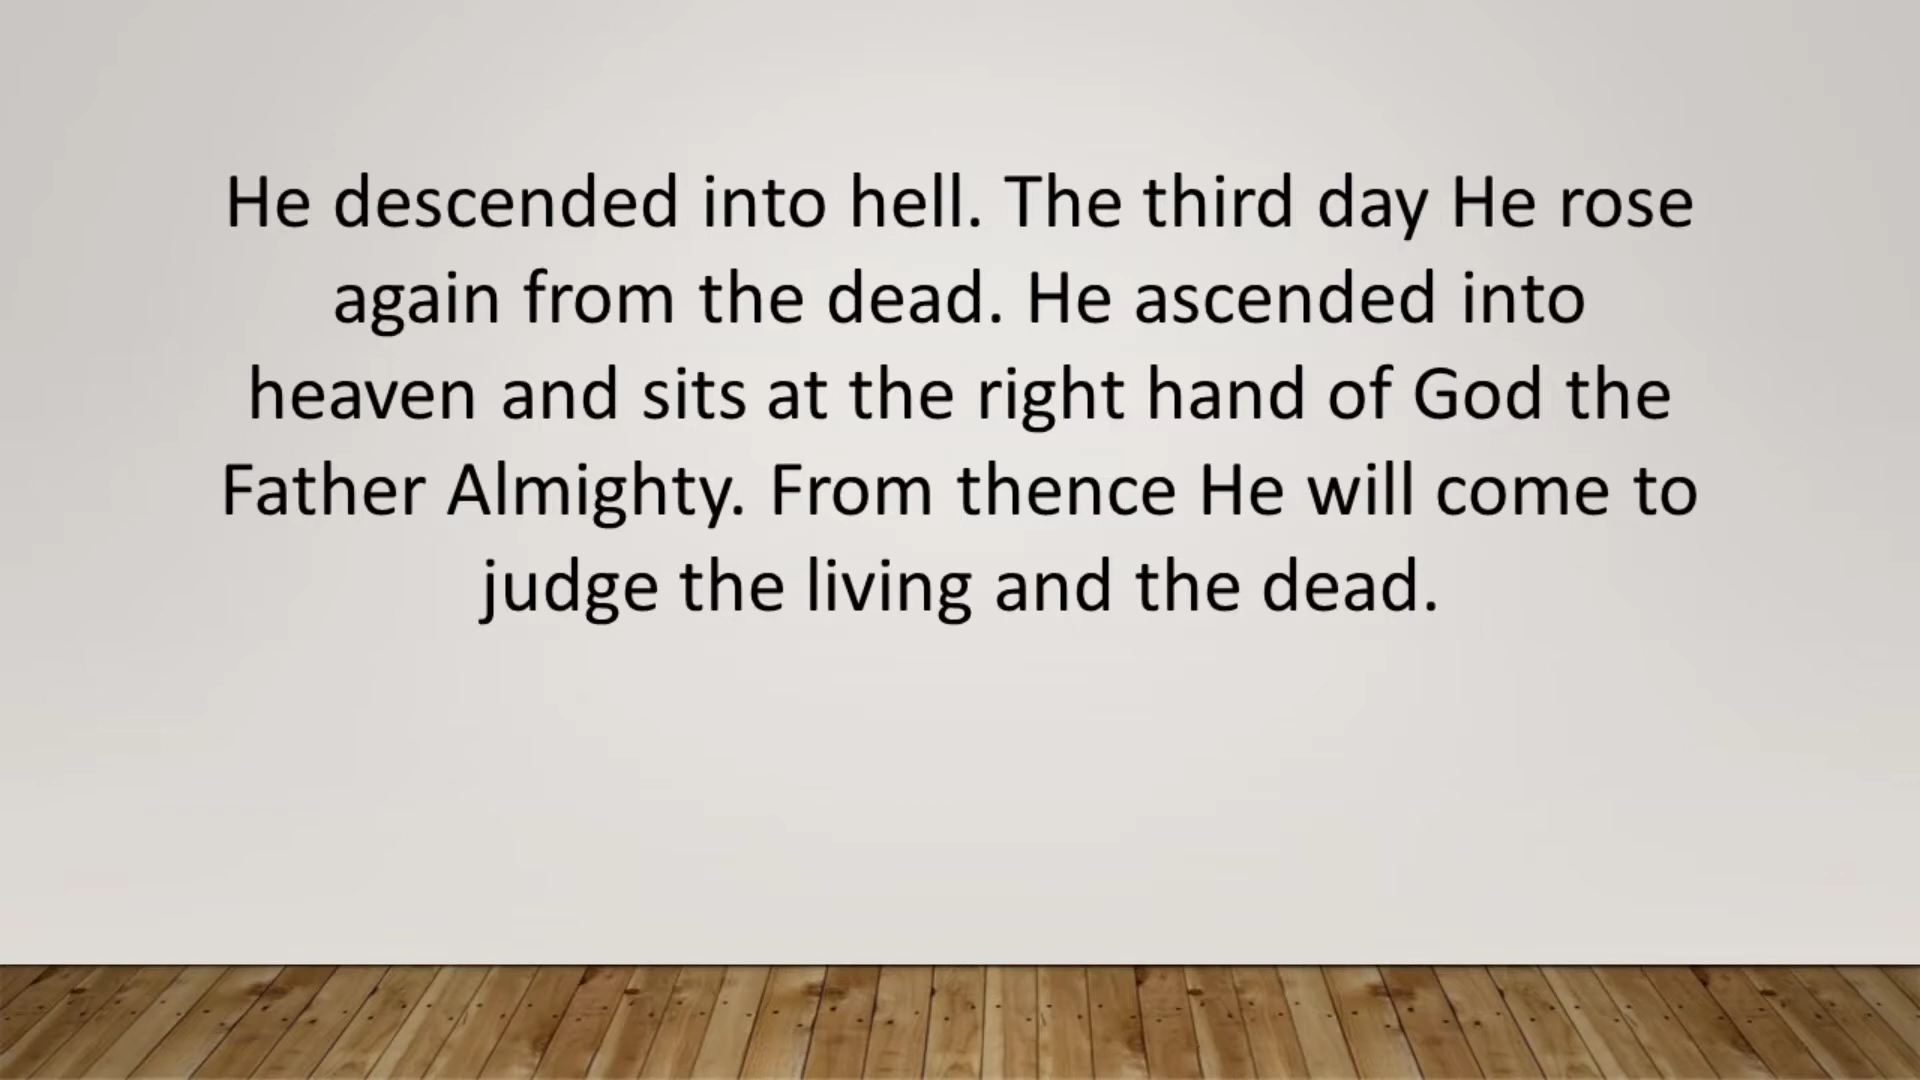 He descended into hell. The third day He rose
again from the dead. He ascended into
heaven and sits at the right hand of God the
Father Almighty. From thence He will come to
judge the living and the dead.